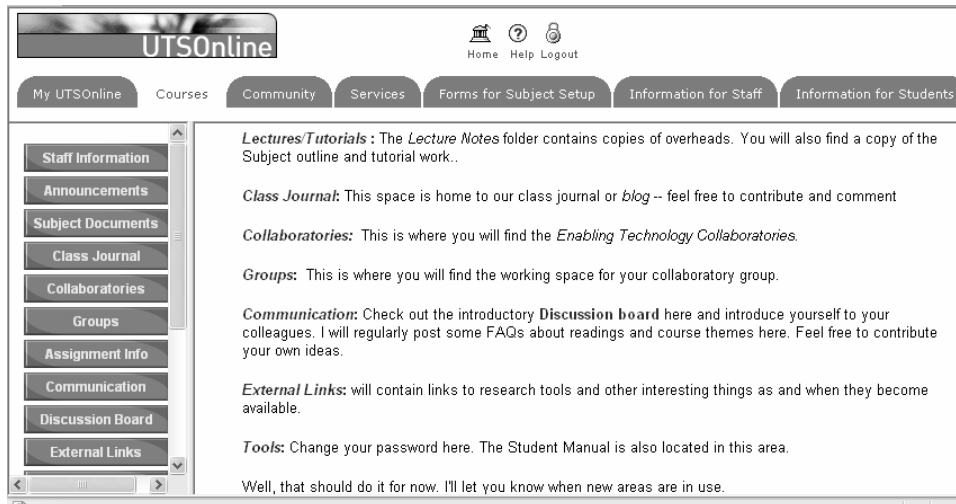 UTSOnline
Home Help Logout
My UTSOnline Courses Community Services Forms for Subject Setup Information for Staff Information for Students
Staff Information
Announcements
Subject Documents
Class Journal
Collaboratories
Groups
Assignment Info
Communication
Discussion Board
External Links
Lectures/Tutorials : The Lecture Notes folder contains copies of overheads. You will also find a copy of the
Subject outline and tutorial work..
Class Journal: This space is home to our class journal or blog -- feel free to contribute and comment
Collaboratories: This is where you will find the Enabling Technology Collaboratories.
Groups: This is where you will find the working space for your collaboratory group.
Communication: Check out the introductory Discussion board here and introduce yourself to your
colleagues. I will regularly post some FAQs about readings and course themes here. Feel free to contribute
your own ideas.
External Links: will contain links to research tools and other interesting things as and when they become
available.
Tools: Change your password here. The Student Manual is also located in this area.
Well, that should do it for now. I'll let you know when new areas are in use.